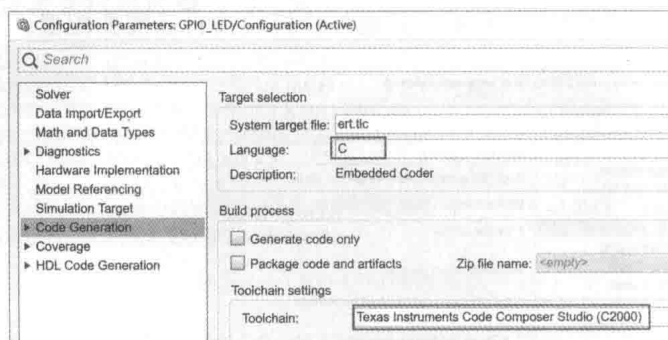 Configuration Parameters: GPIO_LED/Configuration (Active)
Search
Solver
Data Import/Export
Math and Data Types
Diagnostics
Hardware Implementation
Model Referencing
Simulation Target
Code Generation
Coverage
HDL Code Generation
Target selection
System target file: ert.tlc
Language: C
Description: Embedded Coder
Build process
Generate code only
Package code and artifacts Zip file name: <empty>
Toolchain settings
Toolchain: Texas Instruments Code Composer Studio (C2000)